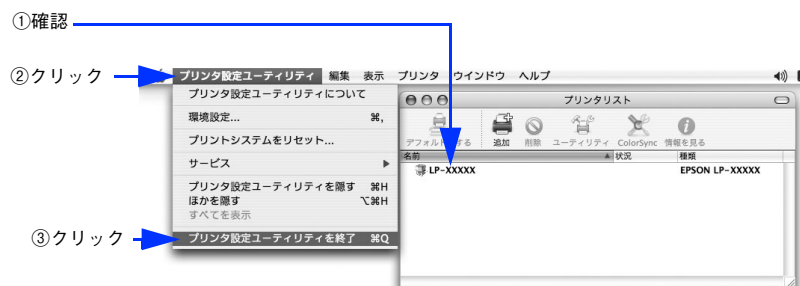 ①確認
②クリック
プリンタ設定ユーティリティ 編集 表示 プリンタ ウインドウ ヘルプ
プリンタ設定ユーティリティについて
環境設定... ⌘,
プリントシステムをリセット...
サービス ▶
プリンタ設定ユーティリティを隠す ⌘H
ほかを隠す ⌥⌘H
すべてを表示
③クリック
プリンタ設定ユーティリティを終了 ⌘Q
プリンタリスト
デフォルトにする 追加 削除 ユーティリティ ColorSync 情報を見る
名前 ▲ 状況 種類
LP-XXXXX EPSON LP-XXXXX